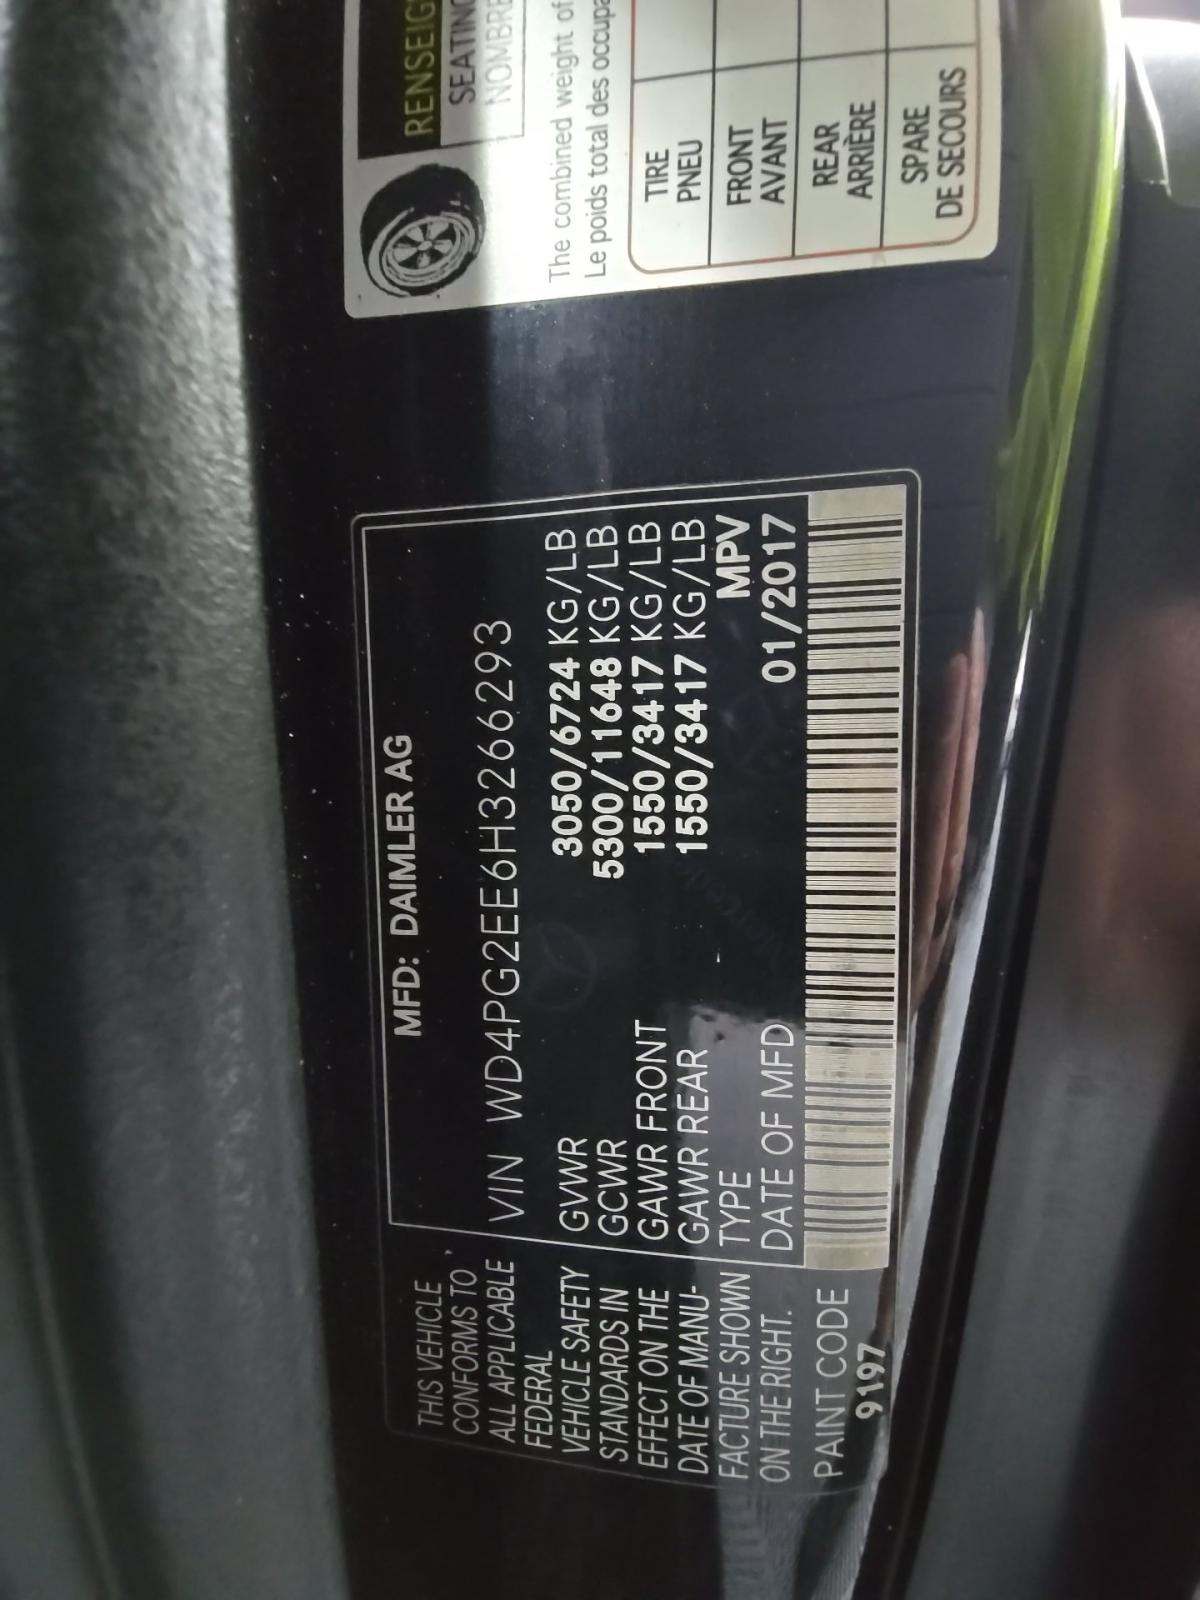 THIS VEHICLE
CONFORMS TO
ALL APPLICABLE
FEDERAL
VEHICLE SAFETY
STANDARDS IN
EFFECT ON THE
DATE OF MANU-
FACTURE SHOWN
ON THE RIGHT.
PAINT CODE
9197
MFD: DAIMLER AG
VIN WD4PG2EE6H3266293
GVWR 3050/6724 KG/LB
GCWR 5300/11648 KG/LB
GAWR FRONT 1550/3417 KG/LB
GAWR REAR 1550/3417 KG/LB
TYPE MPV
DATE OF MFD 01/2017
SEATING
NOMBRE
The combined weight of
Le poids total des
TIRE
PNEU
FRONT
AVANT
REAR
ARRIÈRE
SPARE
DE SECOURS